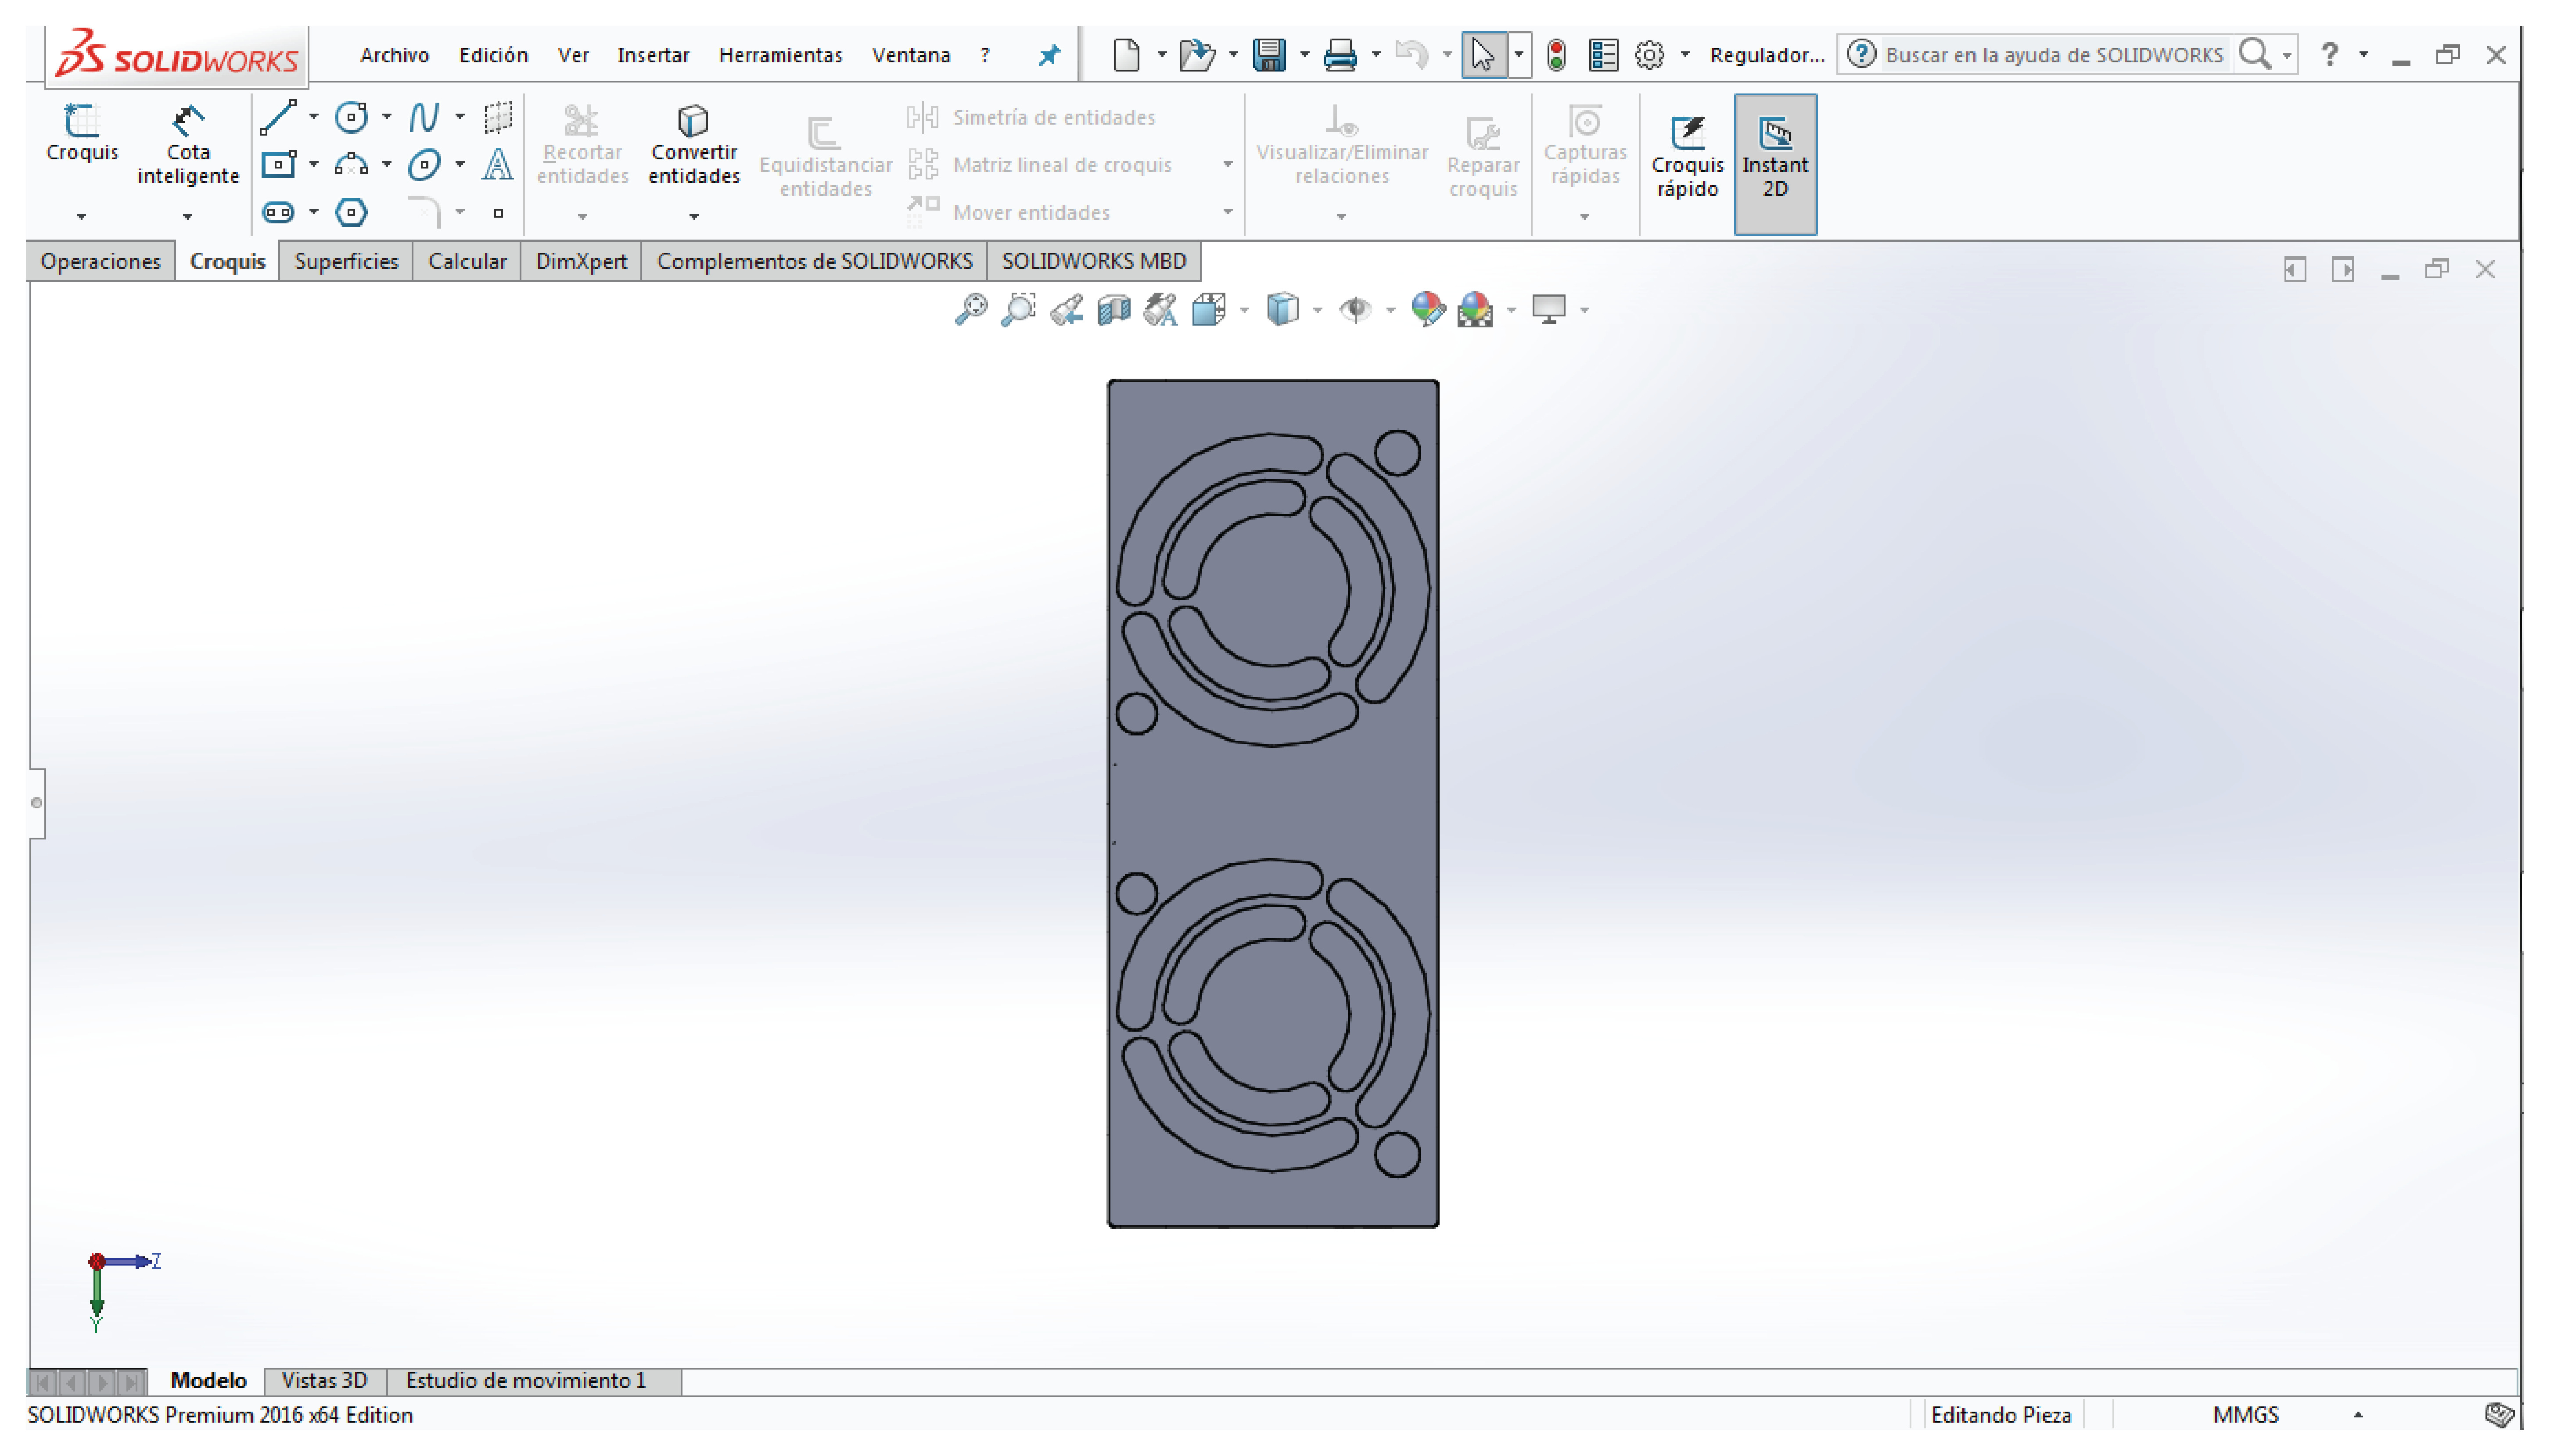 SOLIDWORKS Archivo Edición Ver Insertar Herramientas Ventana ? Regulador... Buscar en la ayuda de SOLIDWORKS ?
Croquis
Cota inteligente
Recortar entidades
Convertir entidades
Equidistanciar entidades
Simetría de entidades
Matriz lineal de croquis
Mover entidades
Visualizar/Eliminar relaciones
Reparar croquis
Capturas rápidas
Croquis rápido
Instant 2D
Operaciones Croquis Superficies Calcular DimXpert Complementos de SOLIDWORKS SOLIDWORKS MBD
Z
Y
Modelo Vistas 3D Estudio de movimiento 1
SOLIDWORKS Premium 2016 x64 Edition Editando Pieza MMGS